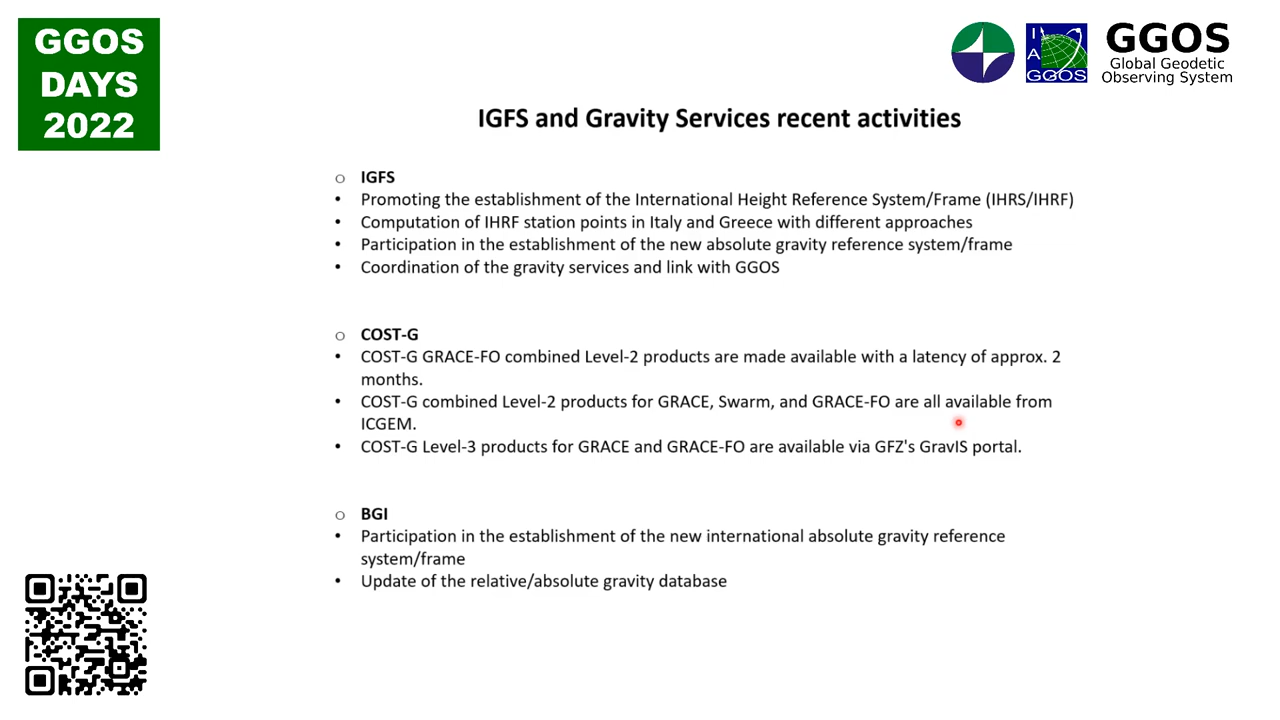 GGOS
DAYS
2022
I
A
GGOS
GGOS
Global Geodetic
Observing System
IGFS and Gravity Services recent activities
o IGFS
• Promoting the establishment of the International Height Reference System/Frame (IHRS/IHRF)
• Computation of IHRF station points in Italy and Greece with different approaches
• Participation in the establishment of the new absolute gravity reference system/frame
• Coordination of the gravity services and link with GGOS
o COST-G
• COST-G GRACE-FO combined Level-2 products are made available with a latency of approx. 2
months.
• COST-G combined Level-2 products for GRACE, Swarm, and GRACE-FO are all available from
ICGEM.
• COST-G Level-3 products for GRACE and GRACE-FO are available via GFZ's GravIS portal.
o BGI
• Participation in the establishment of the new international absolute gravity reference
system/frame
• Update of the relative/absolute gravity database